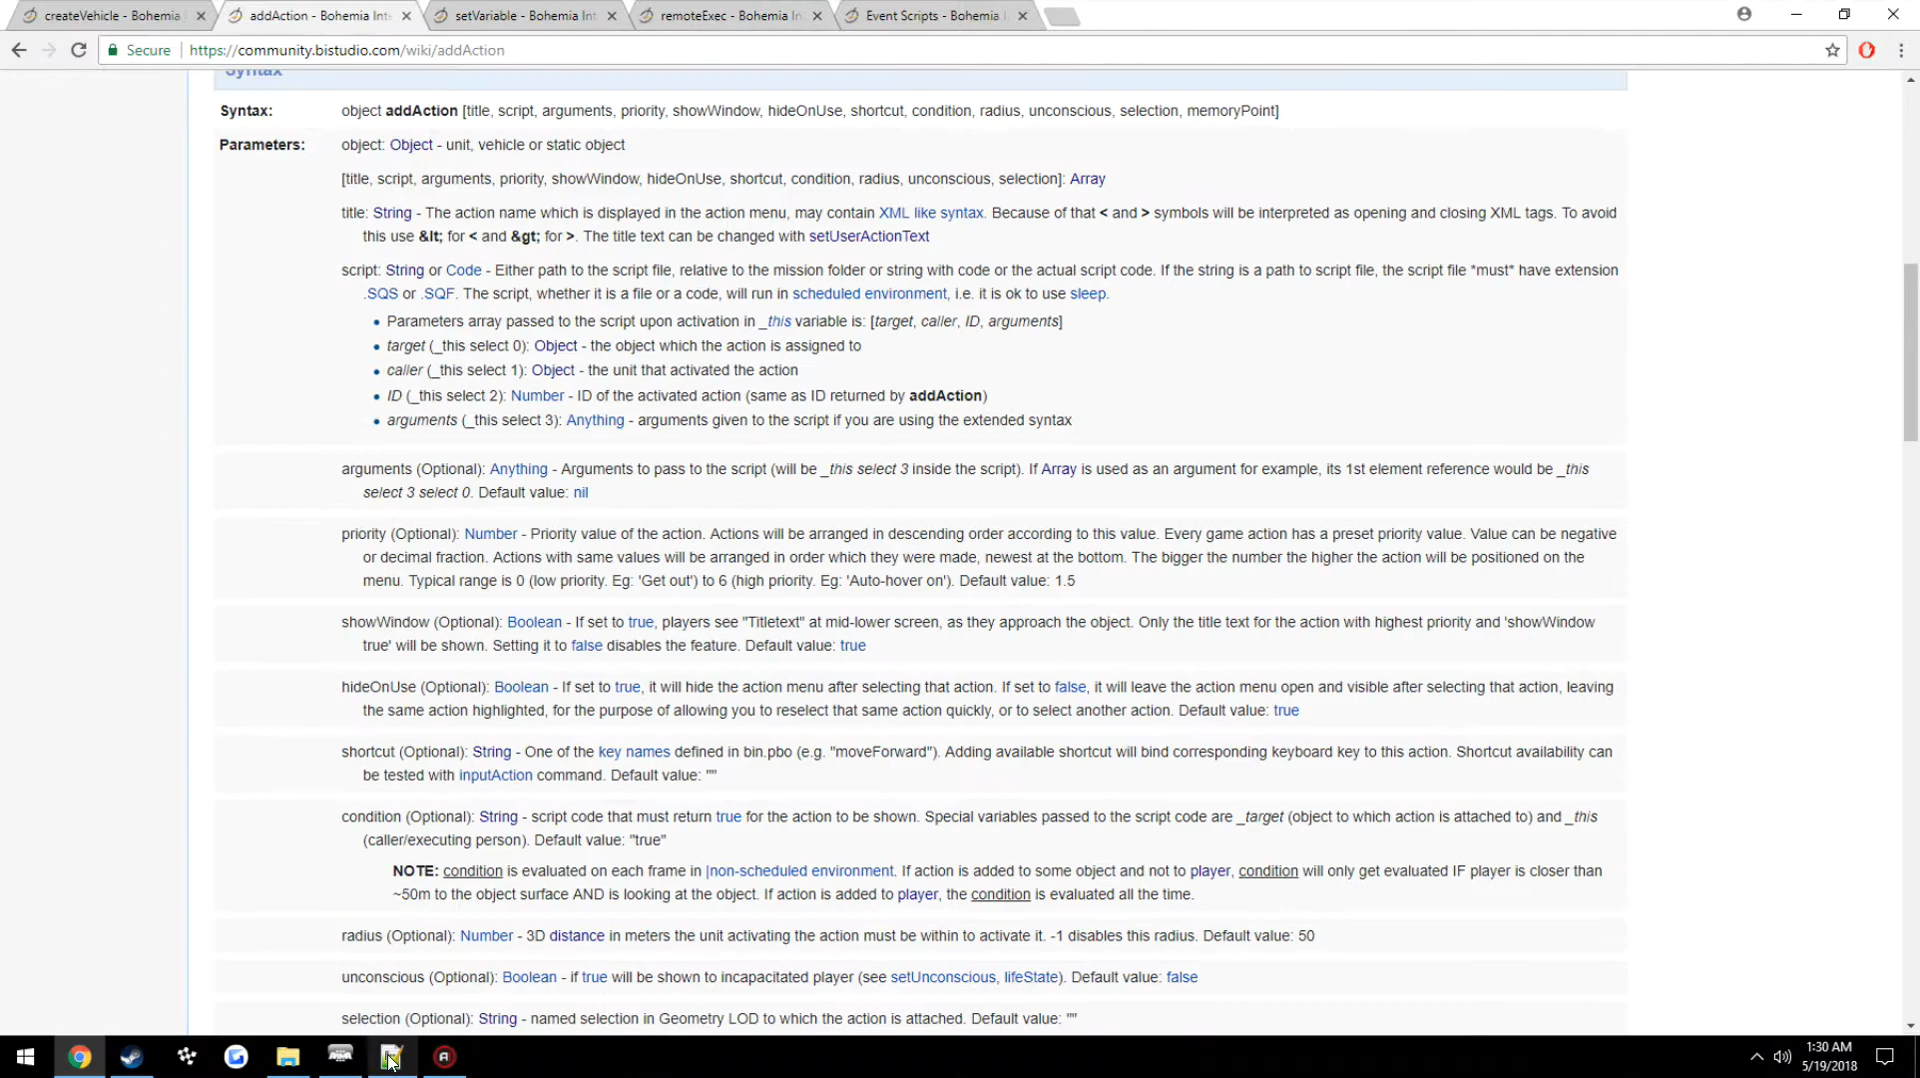 createVehicle - Bohemia
addAction - Bohemia Inte
setVariable - Bohemia Int
remoteExec - Bohemia In
Event Scripts - Bohemia
Secure
https://community.bistudio.com/wiki/addAction
Syntax
Syntax: object addAction [title, script, arguments, priority, showWindow, hideOnUse, shortcut, condition, radius, unconscious, selection, memoryPoint]
Parameters: object: Object - unit, vehicle or static object
[title, script, arguments, priority, showWindow, hideOnUse, shortcut, condition, radius, unconscious, selection]: Array
title: String - The action name which is displayed in the action menu, may contain XML like syntax. Because of that < and > symbols will be interpreted as opening and closing XML tags. To avoid
this use &lt; for < and &gt; for >. The title text can be changed with setUserActionText
script: String or Code - Either path to the script file, relative to the mission folder or string with code or the actual script code. If the string is a path to script file, the script file *must* have extension
.SQS or .SQF. The script, whether it is a file or a code, will run in scheduled environment, i.e. it is ok to use sleep.
• Parameters array passed to the script upon activation in _this variable is: [target, caller, ID, arguments]
• target (_this select 0): Object - the object which the action is assigned to
• caller (_this select 1): Object - the unit that activated the action
• ID (_this select 2): Number - ID of the activated action (same as ID returned by addAction)
• arguments (_this select 3): Anything - arguments given to the script if you are using the extended syntax
arguments (Optional): Anything - Arguments to pass to the script (will be _this select 3 inside the script). If Array is used as an argument for example, its 1st element reference would be _this
select 3 select 0. Default value: nil
priority (Optional): Number - Priority value of the action. Actions will be arranged in descending order according to this value. Every game action has a preset priority value. Value can be negative
or decimal fraction. Actions with same values will be arranged in order which they were made, newest at the bottom. The bigger the number the higher the action will be positioned on the
menu. Typical range is 0 (low priority. Eg: 'Get out') to 6 (high priority. Eg: 'Auto-hover on'). Default value: 1.5
showWindow (Optional): Boolean - If set to true, players see "Titletext" at mid-lower screen, as they approach the object. Only the title text for the action with highest priority and 'showWindow
true' will be shown. Setting it to false disables the feature. Default value: true
hideOnUse (Optional): Boolean - If set to true, it will hide the action menu after selecting that action. If set to false, it will leave the action menu open and visible after selecting that action, leaving
the same action highlighted, for the purpose of allowing you to reselect that same action quickly, or to select another action. Default value: true
shortcut (Optional): String - One of the key names defined in bin.pbo (e.g. "moveForward"). Adding available shortcut will bind corresponding keyboard key to this action. Shortcut availability can
be tested with inputAction command. Default value: ""
condition (Optional): String - script code that must return true for the action to be shown. Special variables passed to the script code are _target (object to which action is attached to) and _this
(caller/executing person). Default value: "true"
NOTE: condition is evaluated on each frame in |non-scheduled environment. If action is added to some object and not to player, condition will only get evaluated IF player is closer than
~50m to the object surface AND is looking at the object. If action is added to player, the condition is evaluated all the time.
radius (Optional): Number - 3D distance in meters the unit activating the action must be within to activate it. -1 disables this radius. Default value: 50
unconscious (Optional): Boolean - if true will be shown to incapacitated player (see setUnconscious, lifeState). Default value: false
selection (Optional): String - named selection in Geometry LOD to which the action is attached. Default value: ""
1:30 AM
5/19/2018